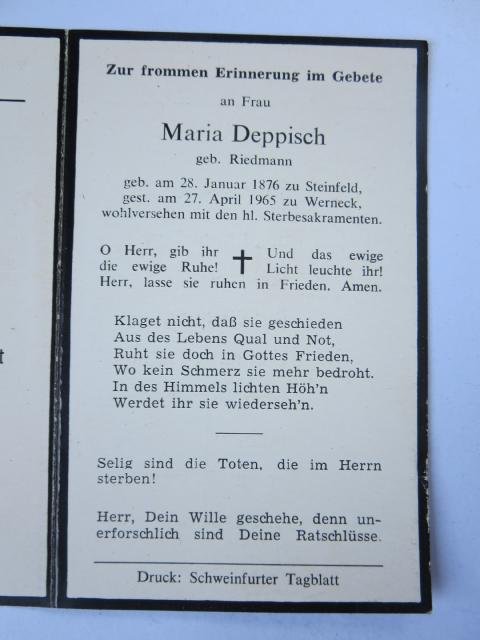 Zur frommen Erinnerung im Gebete
an Frau
Maria Deppisch
geb. Riedmann
geb. am 28. Januar 1876 zu Steinfeld,
gest. am 27. April 1965 zu Werneck,
wohlversehen mit den hl. Sterbesakramenten.
O Herr, gib ihr Und das ewige
die ewige Ruhe! Licht leuchte ihr!
Herr, lasse sie ruhen in Frieden. Amen.
Klaget nicht, daß sie geschieden
Aus des Lebens Qual und Not,
Ruht sie doch in Gottes Frieden,
Wo kein Schmerz sie mehr bedroht.
In des Himmels lichten Höh'n
Werdet ihr sie wiederseh'n.
Selig sind die Toten, die im Herrn
sterben!
Herr, Dein Wille geschehe, denn un-
erforschlich sind Deine Ratschlüsse.
Druck: Schweinfurter Tagblatt